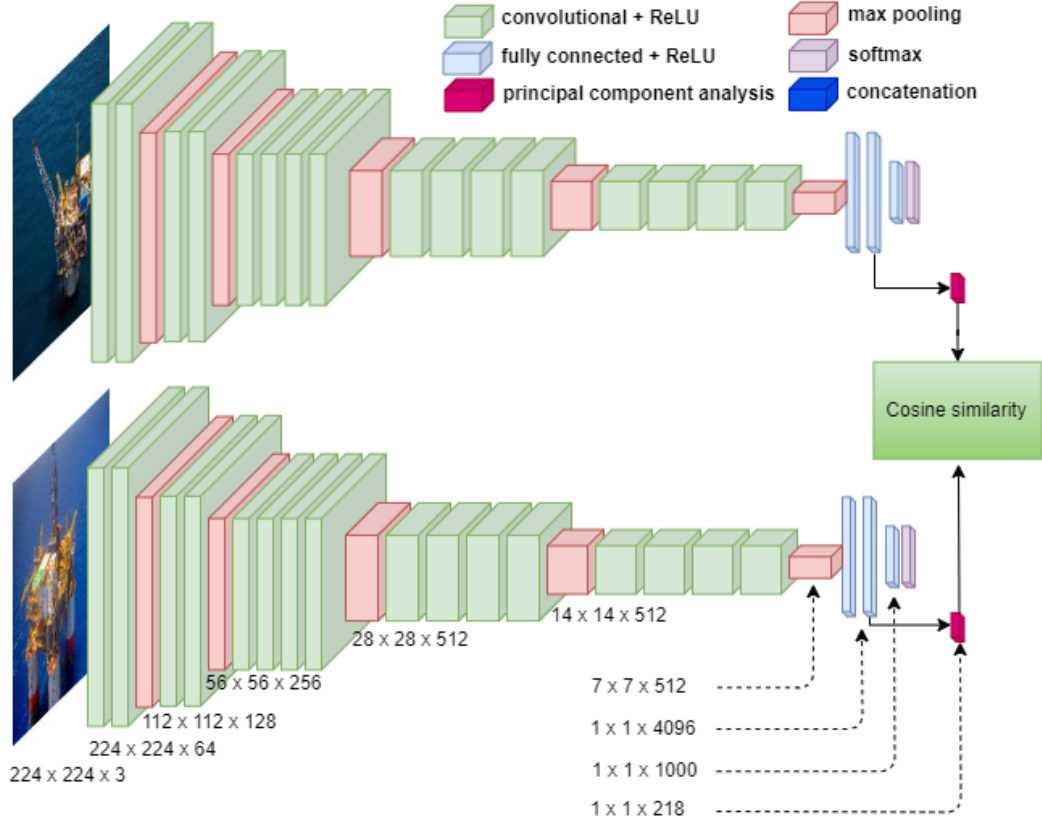 convolutional + ReLU
max pooling
fully connected + ReLU
softmax
principal component analysis
concatenation
Cosine similarity
14 x 14 x 512
28 x 28 x 512
56 x 56 x 256
7 x 7 x 512
112 x 112 x 128
1 x 1 x 4096
224 x 224 x 64
224 x 224 x 3
1 x 1 x 1000
1 x 1 x 218